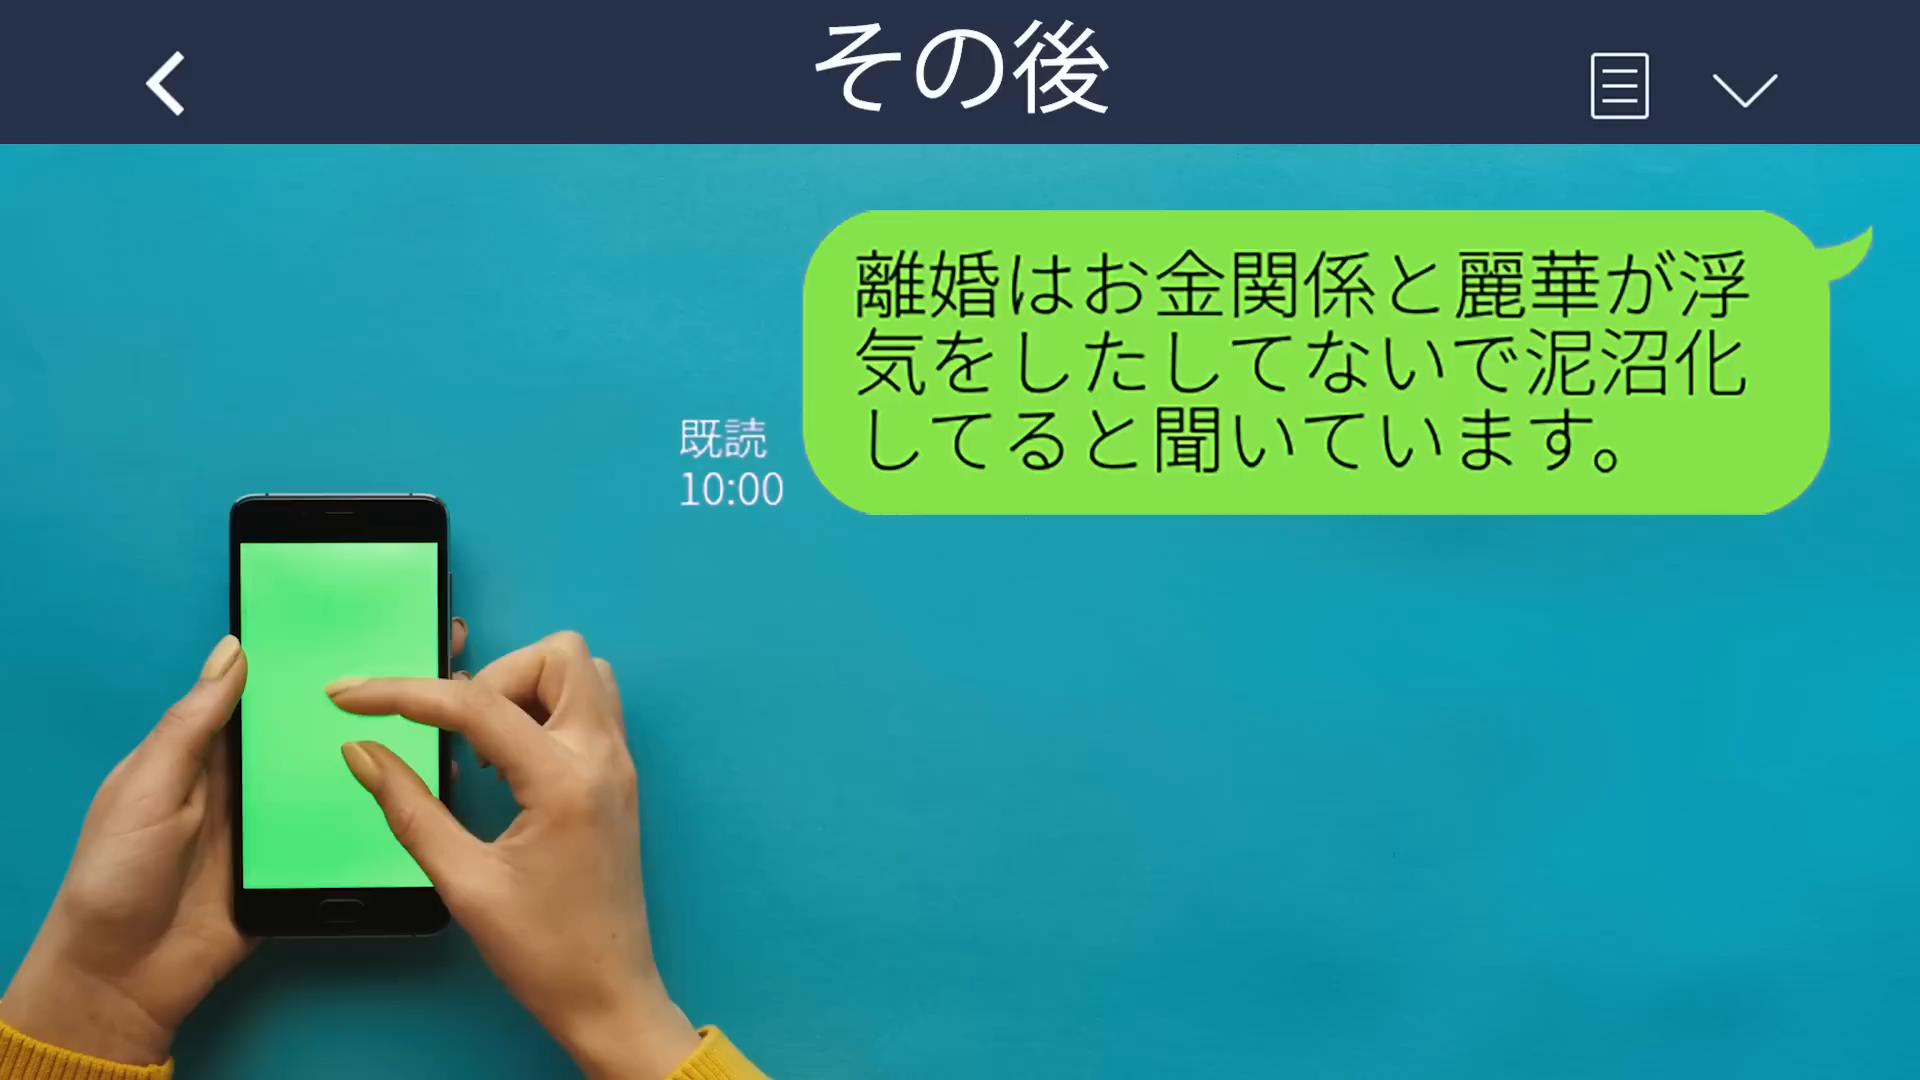 その後
離婚はお金関係と麗華が浮
気をしたしてないで泥沼化
してると聞いています。
既読
10:00